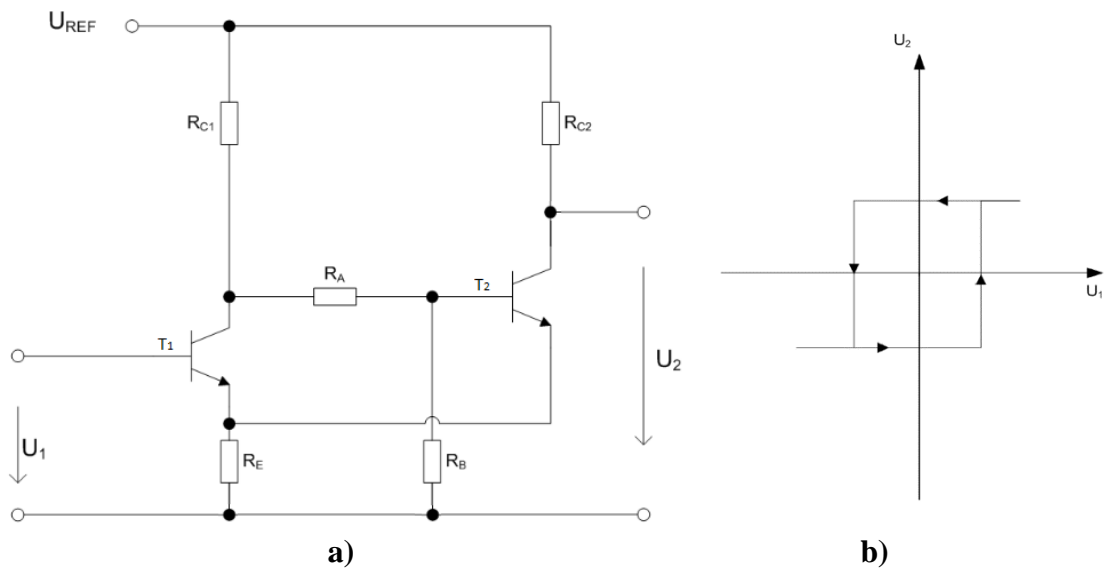 U_REF
U₂
R_C1
R_C2
R_A
T₂
U₁
T₁
U₂
U₁
R_E
R_B
a)
b)